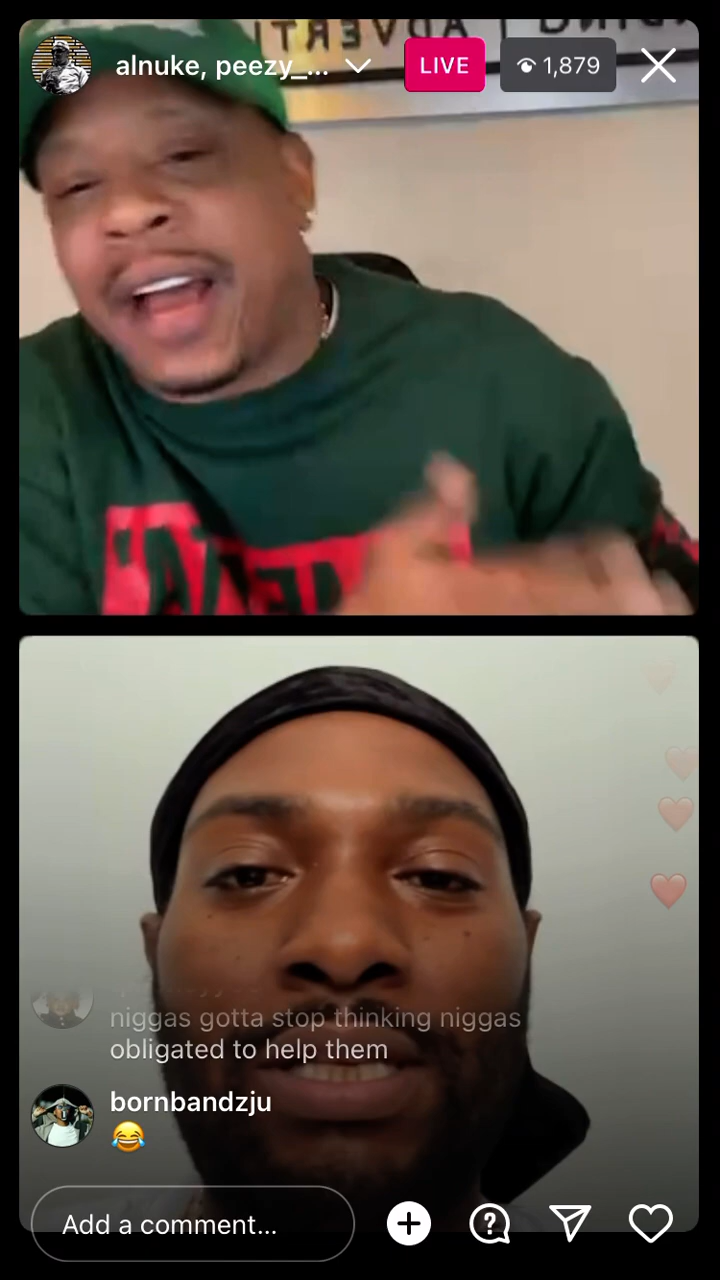 alnuke, peezy_...
LIVE
1,879
niggas gotta stop thinking niggas
obligated to help them
bornbandzju
😂
Add a comment...